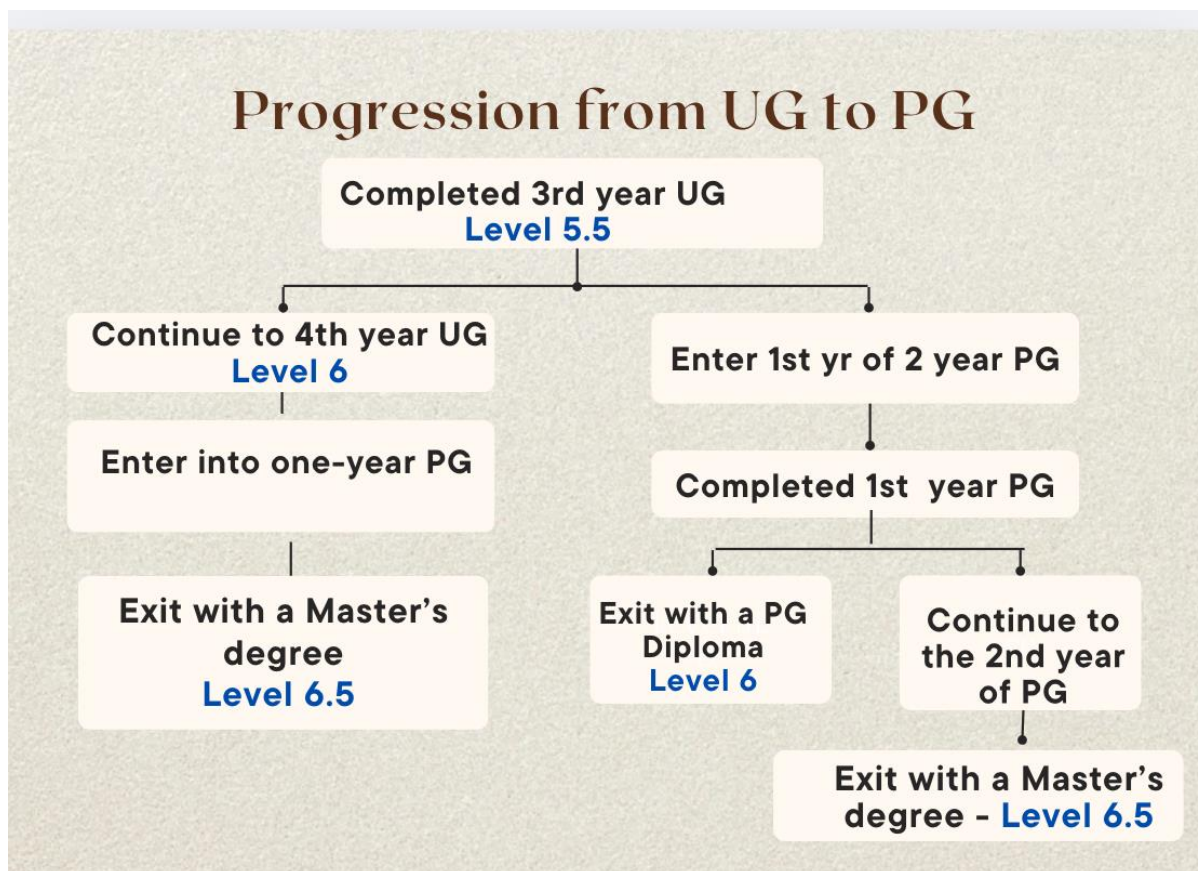 Progression from UG to PG
Completed 3rd year UG
Level 5.5
Continue to 4th year UG
Level 6
Enter into one-year PG
Exit with a Master's
degree
Level 6.5
Enter 1st yr of 2 year PG
Completed 1st year PG
Exit with a PG
Diploma
Level 6
Continue to
the 2nd year
of PG
Exit with a Master's
degree - Level 6.5